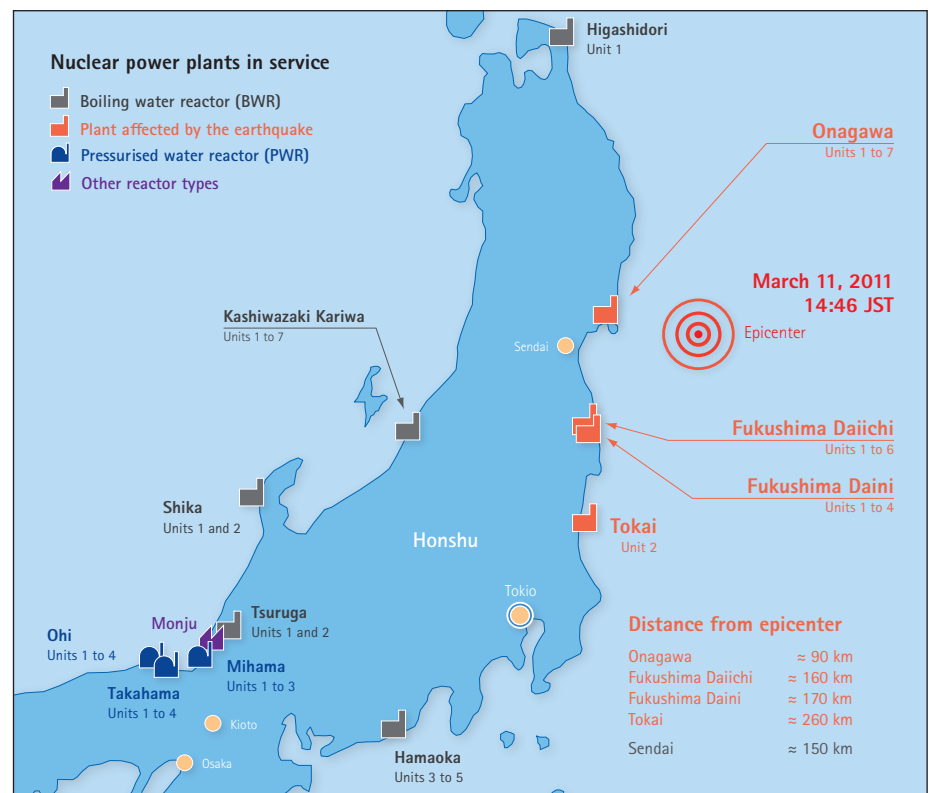 Nuclear power plants in service
Boiling water reactor (BWR)
Plant affected by the earthquake
Pressurised water reactor (PWR)
Other reactor types
Higashidori
Unit 1
Onagawa
Units 1 to 7
March 11, 2011
14:46 JST
Epicenter
Kashiwazaki Kariwa
Units 1 to 7
Sendai
Fukushima Daiichi
Units 1 to 6
Fukushima Daini
Units 1 to 4
Shika
Units 1 and 2
Tokai
Unit 2
Honshu
Tokio
Tsuruga
Units 1 and 2
Monju
Ohi
Units 1 to 4
Mihama
Units 1 to 3
Takahama
Units 1 to 4
Kioto
Osaka
Hamaoka
Units 3 to 5
Distance from epicenter
Onagawa ≈ 90 km
Fukushima Daiichi ≈ 160 km
Fukushima Daini ≈ 170 km
Tokai ≈ 260 km
Sendai ≈ 150 km